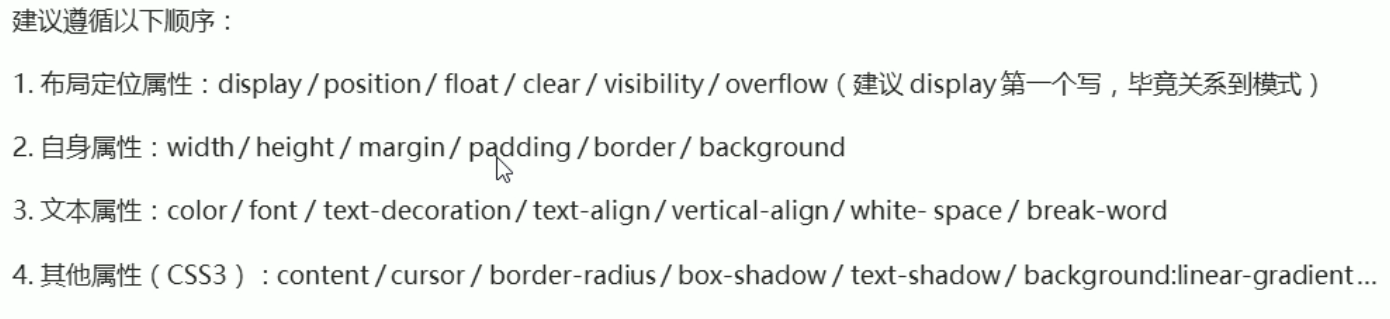 建议遵循以下顺序：
1. 布局定位属性：display / position / float / clear / visibility / overflow（建议 display 第一个写，毕竟关系到模式）
2. 自身属性：width / height / margin / padding / border / background
3. 文本属性：color / font / text-decoration / text-align / vertical-align / white- space / break-word
4. 其他属性（CSS3）：content / cursor / border-radius / box-shadow / text-shadow / background:linear-gradient…